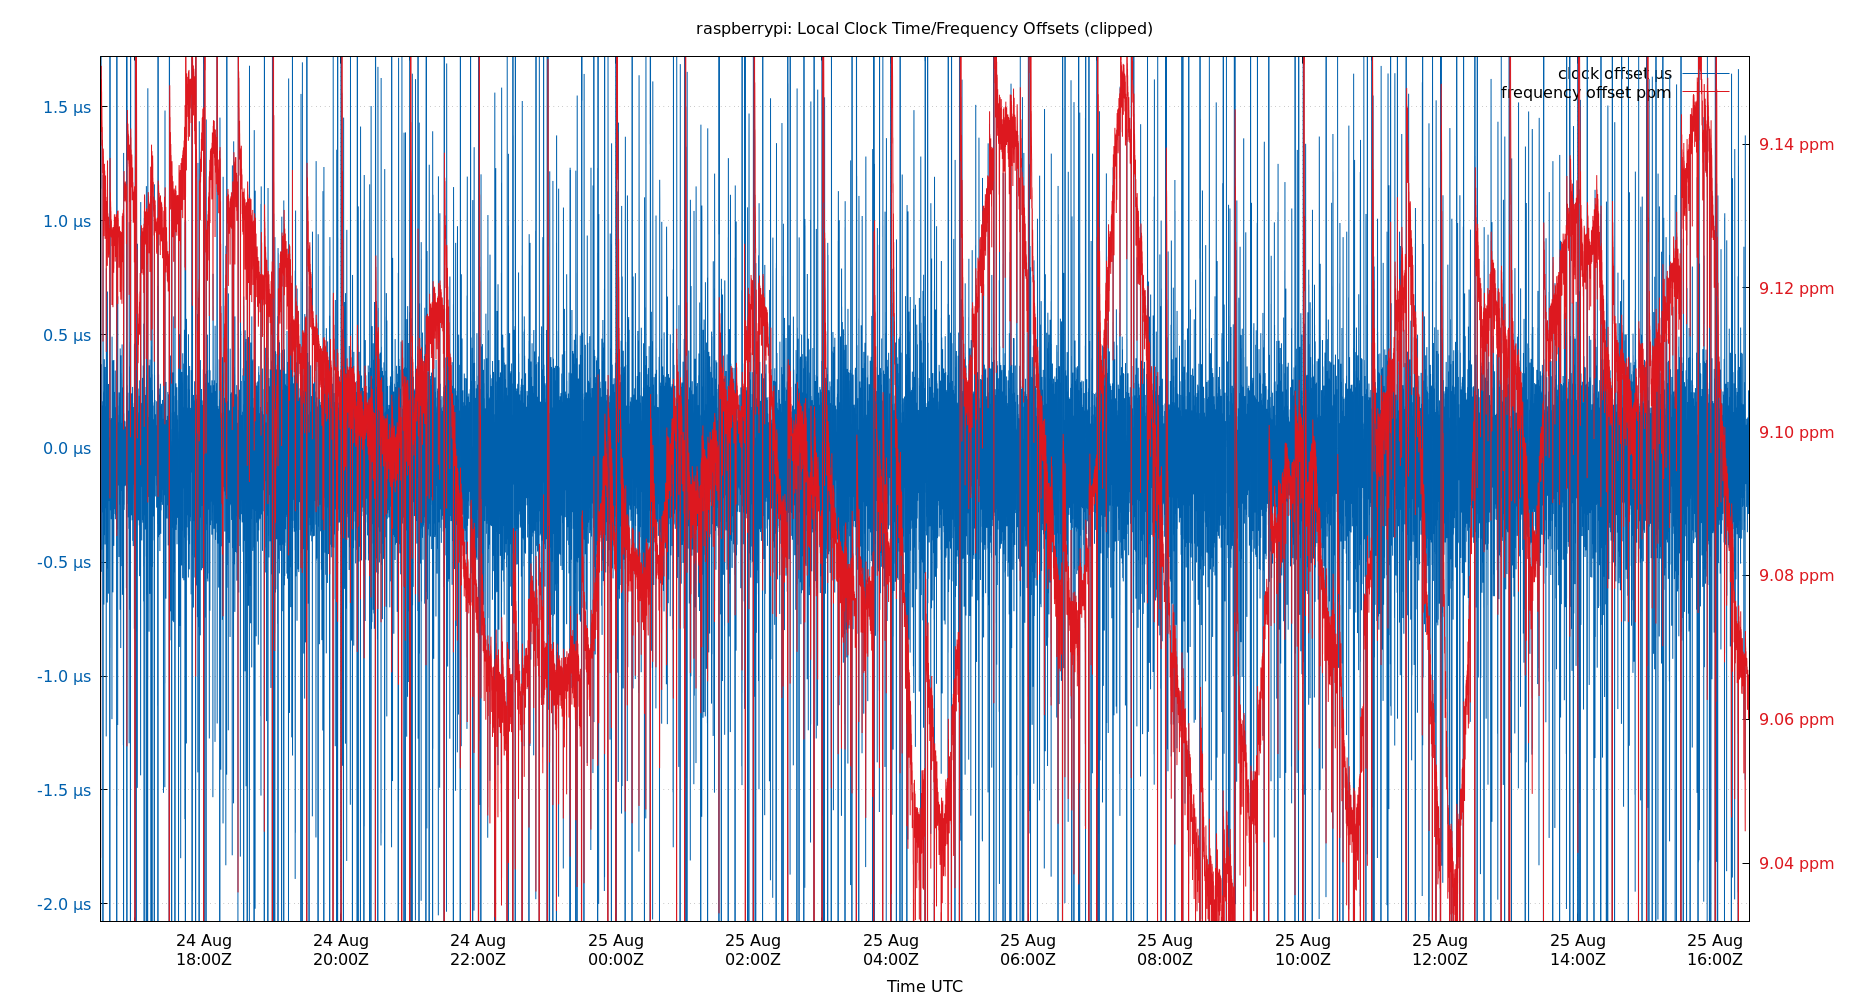 raspberrypi: Local Clock Time/Frequency Offsets (clipped)
clock offset us
frequency offset ppm
1.5 µs
1.0 µs
0.5 µs
0.0 µs
-0.5 µs
-1.0 µs
-1.5 µs
-2.0 µs
9.14 ppm
9.12 ppm
9.10 ppm
9.08 ppm
9.06 ppm
9.04 ppm
24 Aug 24 Aug 24 Aug 25 Aug 25 Aug 25 Aug 25 Aug 25 Aug 25 Aug 25 Aug 25 Aug 25 Aug
18:00Z 20:00Z 22:00Z 00:00Z 02:00Z 04:00Z 06:00Z 08:00Z 10:00Z 12:00Z 14:00Z 16:00Z
Time UTC